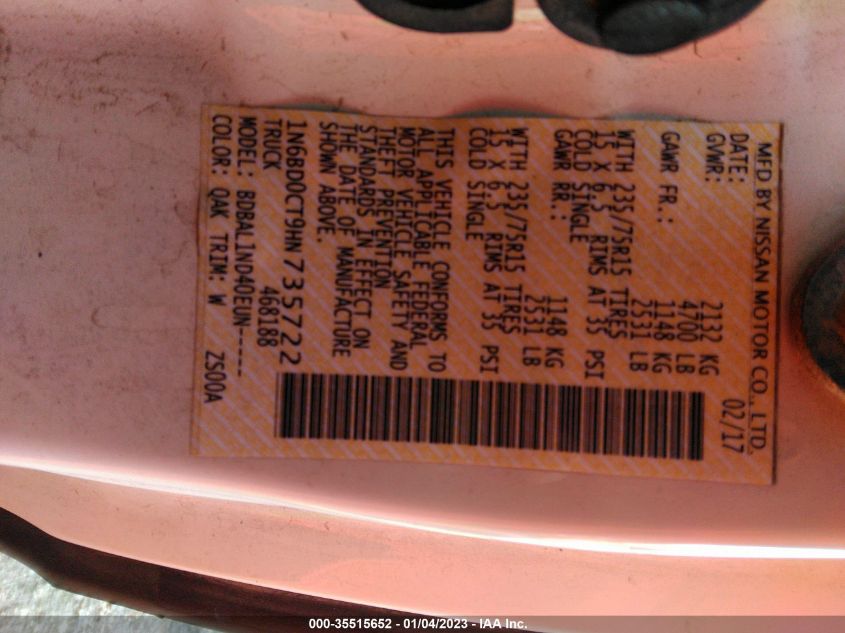 MFD BY NISSAN MOTOR CO., LTD.
DATE: 02/17
GVWR: 2132 KG
4700 LB
GAWR FR.: 1148 KG
2531 LB
WITH 235/75R15 TIRES
15 X 6.5 RIMS AT 35 PSI
COLD SINGLE
GAWR RR.: 1148 KG
2531 LB
WITH 235/75R15 TIRES
15 X 6.5 RIMS AT 35 PSI
COLD SINGLE
THIS VEHICLE CONFORMS TO
ALL APPLICABLE FEDERAL
MOTOR VEHICLE SAFETY AND
THEFT PREVENTION
STANDARDS IN EFFECT ON
THE DATE OF MANUFACTURE
SHOWN ABOVE.
1N6BD0CT9HN735722
TRUCK 468188
MODEL: BDBALND40EUN-----
COLOR: QAK TRIM: W ZS00A
000-35515652 - 01/04/2023 - IAA Inc.